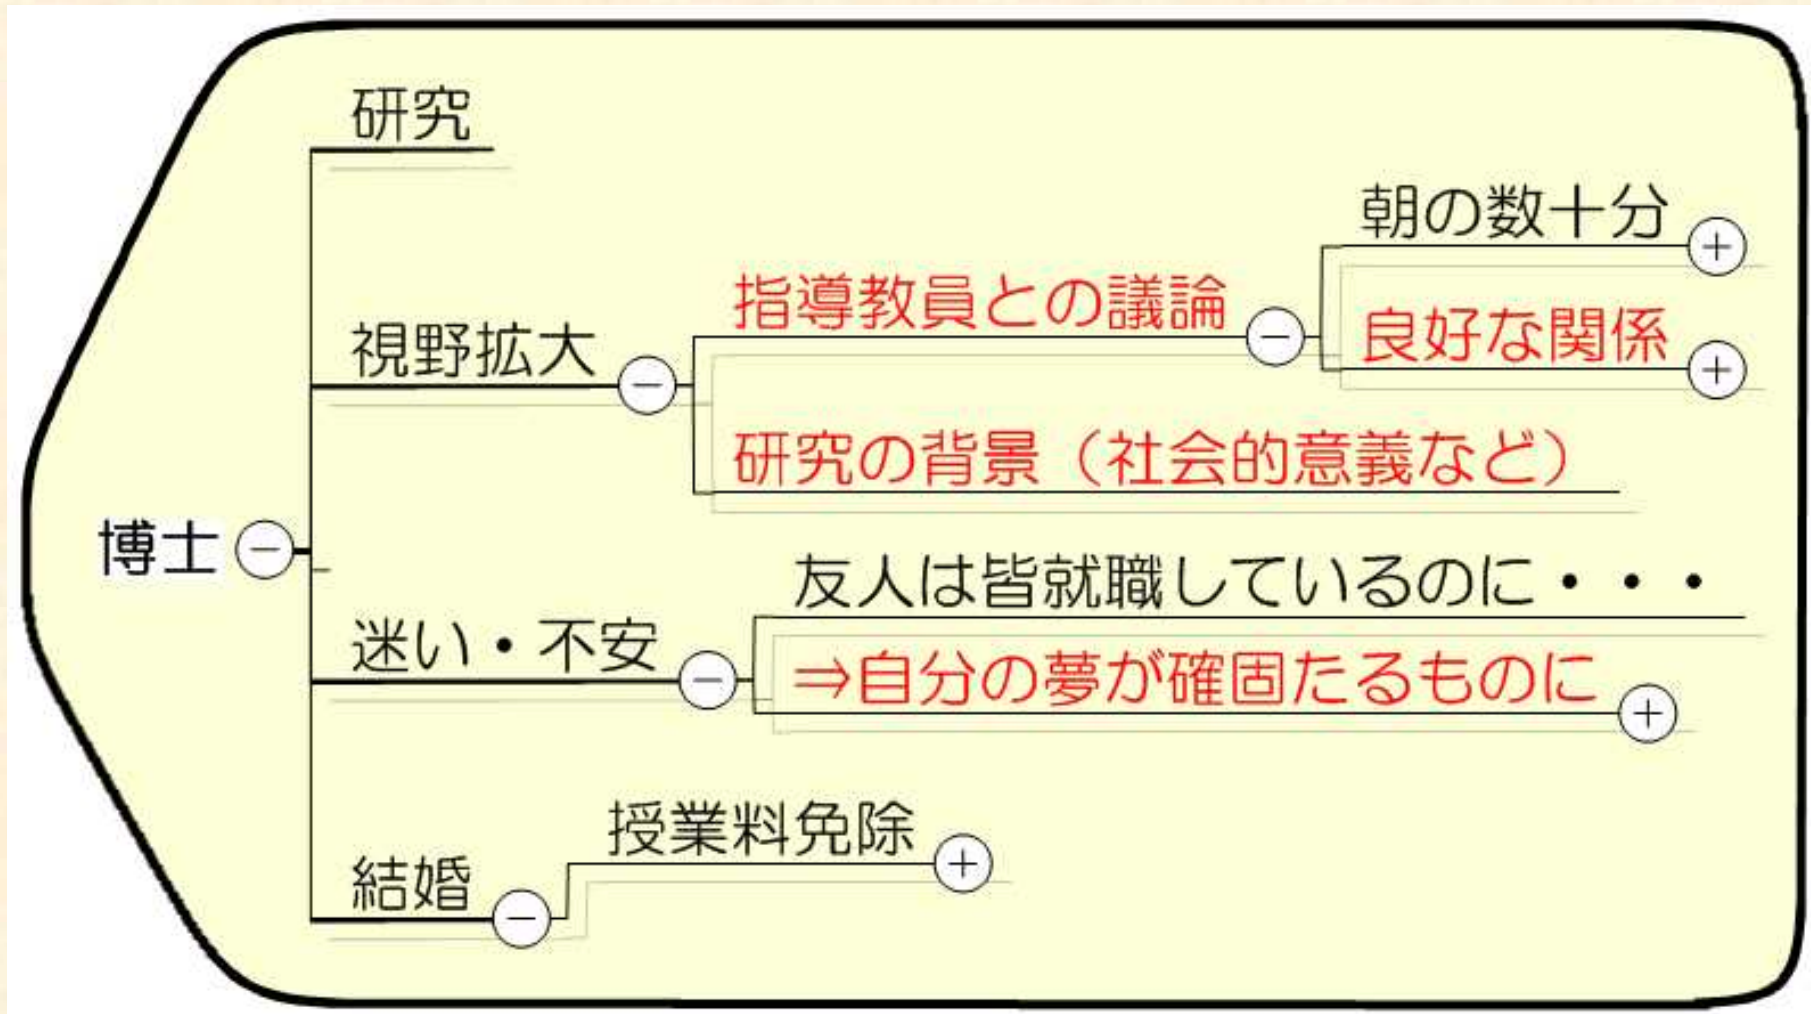 研究
朝の数十分
指導教員との議論
良好な関係
視野拡大
研究の背景（社会的意義など）
博士
友人は皆就職しているのに・・・
迷い・不安
⇒自分の夢が確固たるものに
授業料免除
結婚